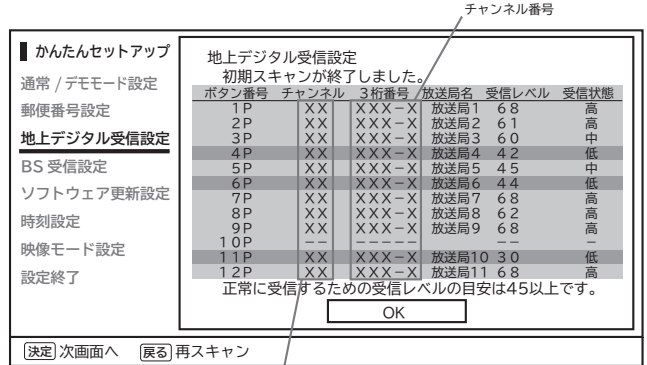 チャンネル番号
かんたんセットアップ
通常 / デモモード設定
郵便番号設定
地上デジタル受信設定
BS 受信設定
ソフトウェア更新設定
時刻設定
映像モード設定
設定終了
地上デジタル受信設定
初期スキャンが終了しました。
ボタン番号 チャンネル 3桁番号 放送局名 受信レベル 受信状態
1P XX XXX-X 放送局1 68 高
2P XX XXX-X 放送局2 61 高
3P XX XXX-X 放送局3 60 中
4P XX XXX-X 放送局4 42 低
5P XX XXX-X 放送局5 45 中
6P XX XXX-X 放送局6 44 低
7P XX XXX-X 放送局7 68 高
8P XX XXX-X 放送局8 62 高
9P XX XXX-X 放送局9 68 高
10P -- ----- -- -
11P XX XXX-X 放送局10 30 低
12P XX XXX-X 放送局11 68 高
正常に受信するための受信レベルの目安は45以上です。
OK
決定 次画面へ 戻る 再スキャン